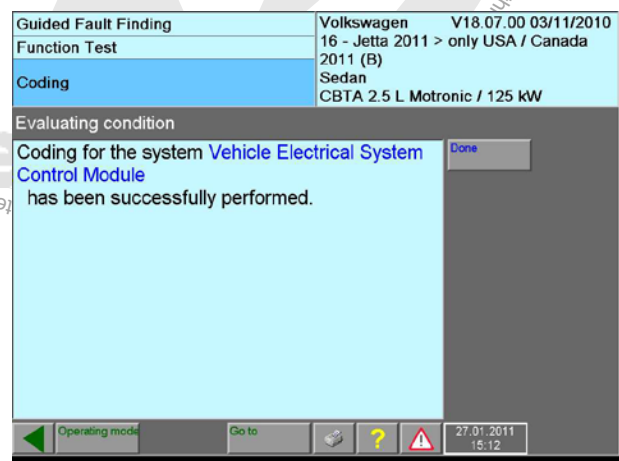 Guided Fault Finding
Function Test
Coding
Volkswagen V18.07.00 03/11/2010
16 - Jetta 2011 > only USA / Canada
2011 (B)
Sedan
CBTA 2.5 L Motronic / 125 kW
Evaluating condition
Coding for the system Vehicle Electrical System
Control Module
has been successfully performed.
Done
Operating mode
Go to
?
27.01.2011
15:12